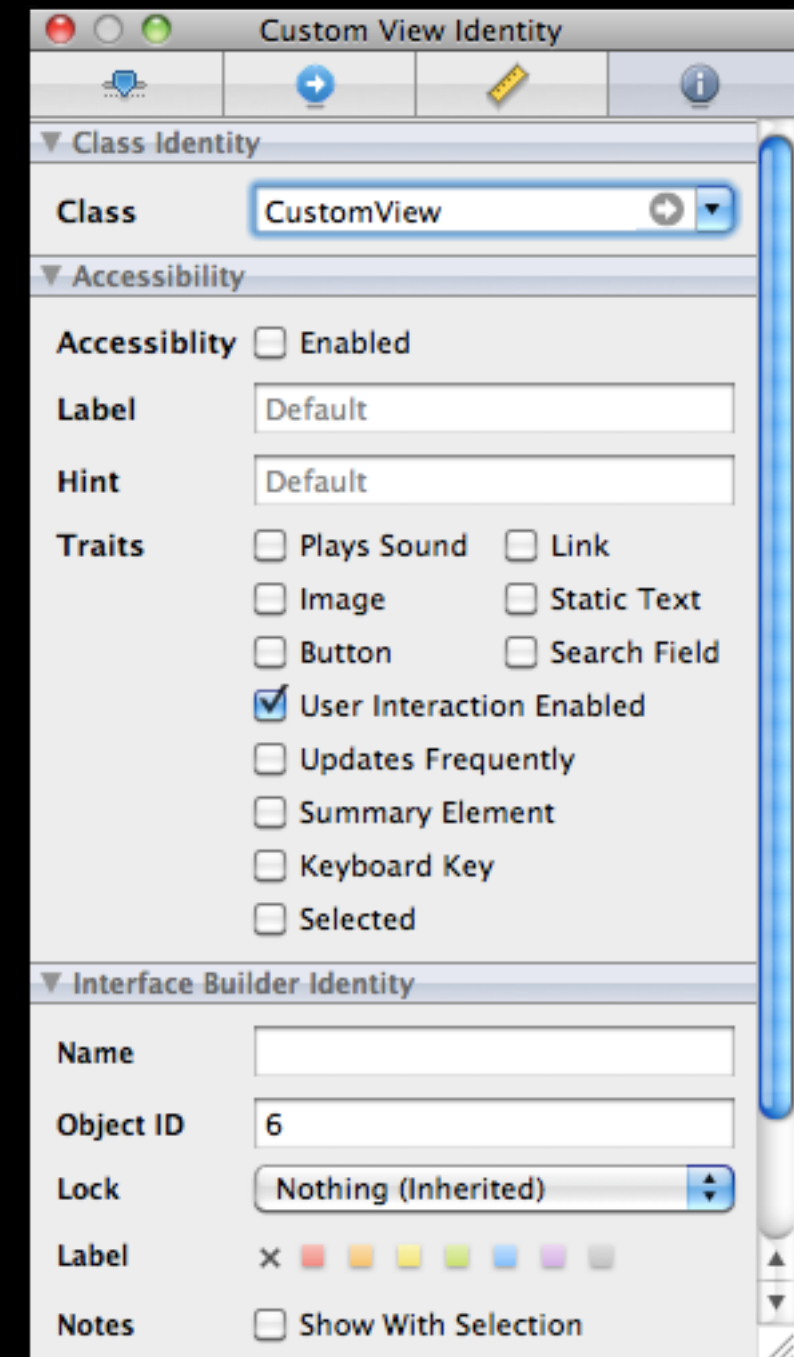 Custom View Identity
Class Identity
Class CustomView
Accessibility
Accessiblity Enabled
Label Default
Hint Default
Traits Plays Sound Link
Image Static Text
Button Search Field
User Interaction Enabled
Updates Frequently
Summary Element
Keyboard Key
Selected
Interface Builder Identity
Name
Object ID 6
Lock Nothing (Inherited)
Label
Notes Show With Selection